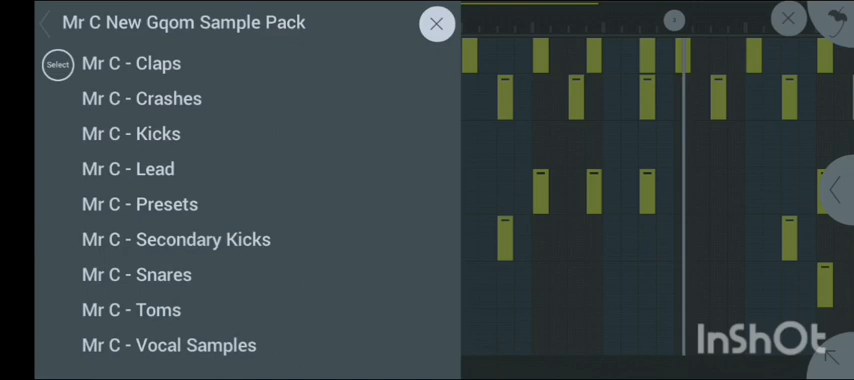 Mr C New Gqom Sample Pack
Select
Mr C - Claps
Mr C - Crashes
Mr C - Kicks
Mr C - Lead
Mr C - Presets
Mr C - Secondary Kicks
Mr C - Snares
Mr C - Toms
Mr C - Vocal Samples
InShOt